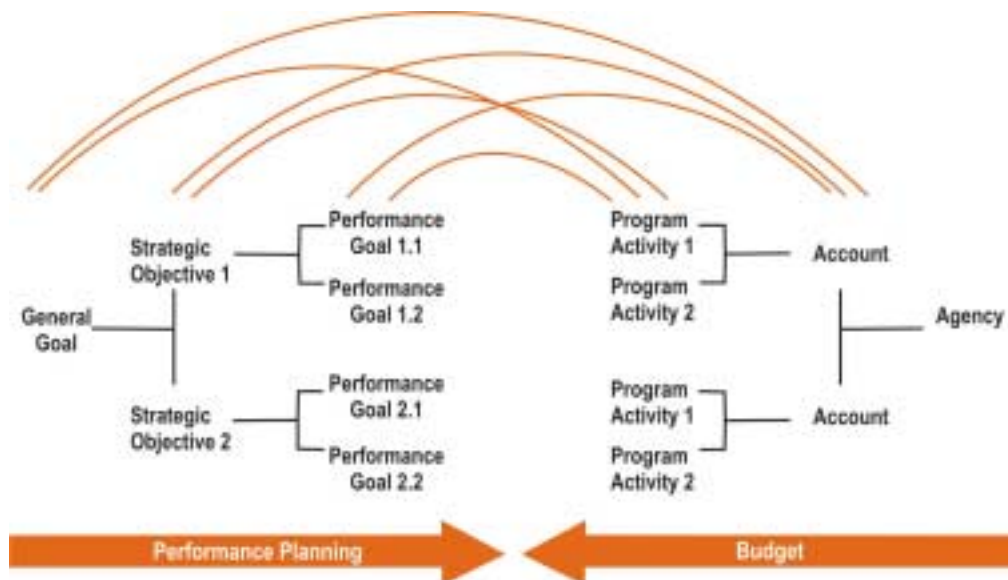 Performance
Goal 1.1
Strategic
Objective 1
Performance
Goal 1.2
General
Goal
Performance
Goal 2.1
Strategic
Objective 2
Performance
Goal 2.2
Program
Activity 1
Account
Program
Activity 2
Agency
Program
Activity 1
Account
Program
Activity 2
Performance Planning
Budget